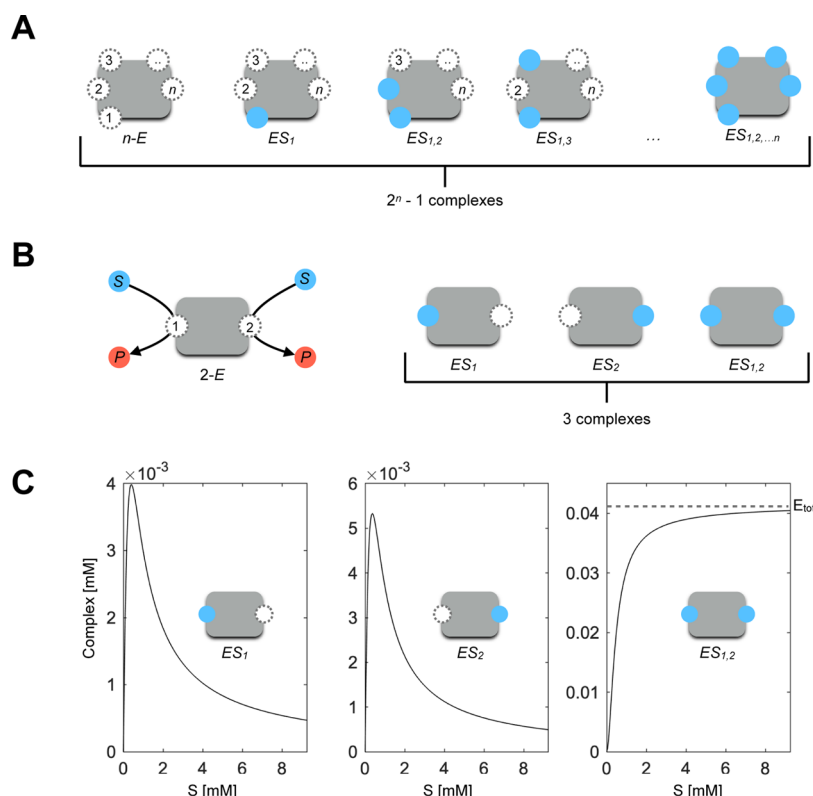 A
3 .. 2 n 1
3 .. 2 n
3 .. n
.. 2 n
n-E ES1 ES1,2 ES1,3 ... ES1,2,...n
2ⁿ - 1 complexes
B
S S
1 2
P P
2-E
ES1 ES2 ES1,2
3 complexes
C
×10⁻³ ×10⁻³
Complex [mM]
4
3
2
1
0
6
5
4
3
2
1
0
0.04
0.03
0.02
0.01
0
Etot
ES1 ES2 ES1,2
0 2 4 6 8 0 2 4 6 8 0 2 4 6 8
S [mM] S [mM] S [mM]